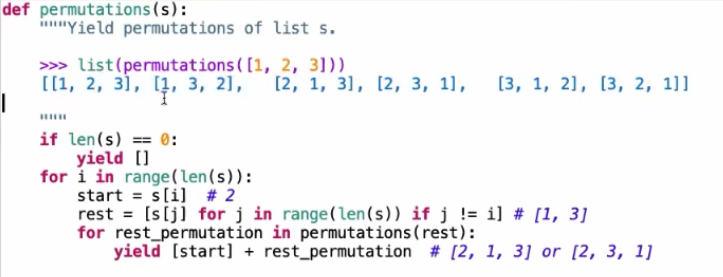 def permutations(s):
    """Yield permutations of list s.

    >>> list(permutations([1, 2, 3]))
    [[1, 2, 3], [1, 3, 2],   [2, 1, 3], [2, 3, 1],   [3, 1, 2], [3, 2, 1]]

    """
    if len(s) == 0:
        yield []
    for i in range(len(s)):
        start = s[i]  # 2
        rest = [s[j] for j in range(len(s)) if j != i] # [1, 3]
        for rest_permutation in permutations(rest):
            yield [start] + rest_permutation  # [2, 1, 3] or [2, 3, 1]